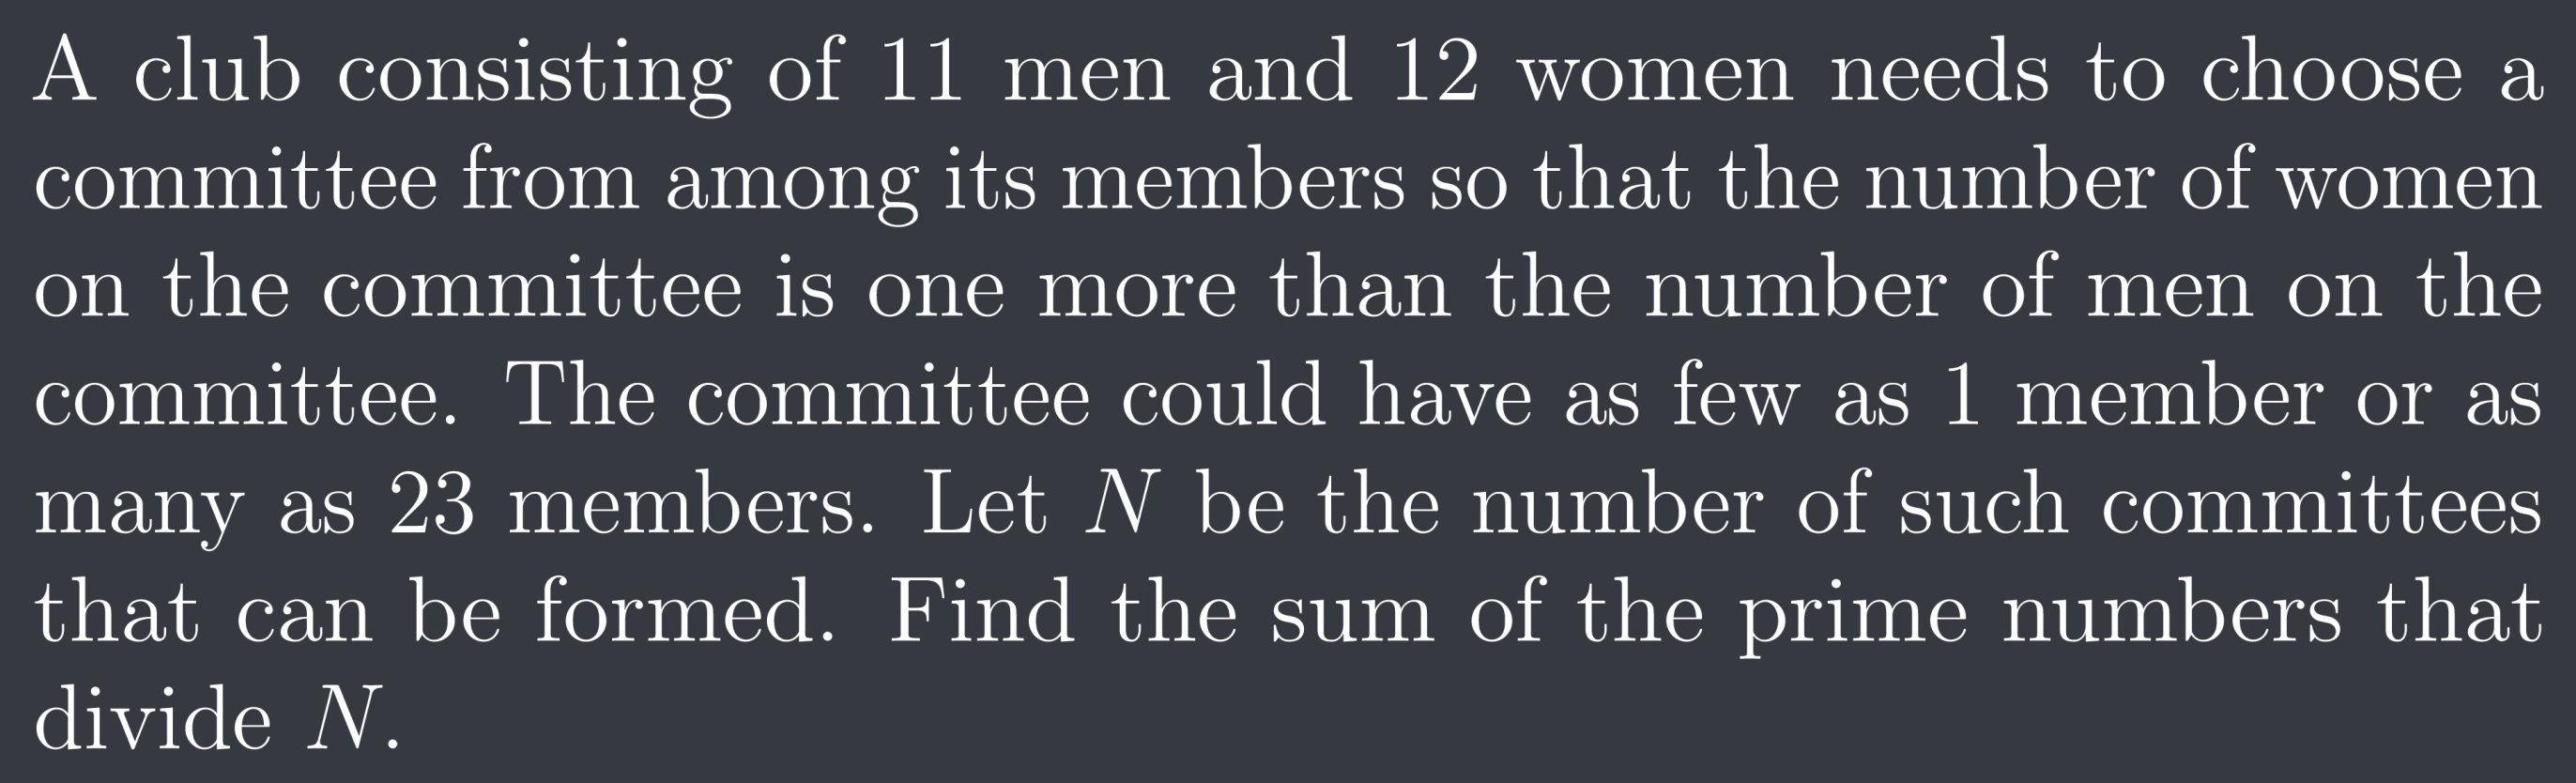 A club consisting of 11 men and 12 women needs to choose a
committee from among its members so that the number of women
on the committee is one more than the number of men on the
committee. The committee could have as few as 1 member or as
many as 23 members. Let N be the number of such committees
that can be formed. Find the sum of the prime numbers that
divide N.